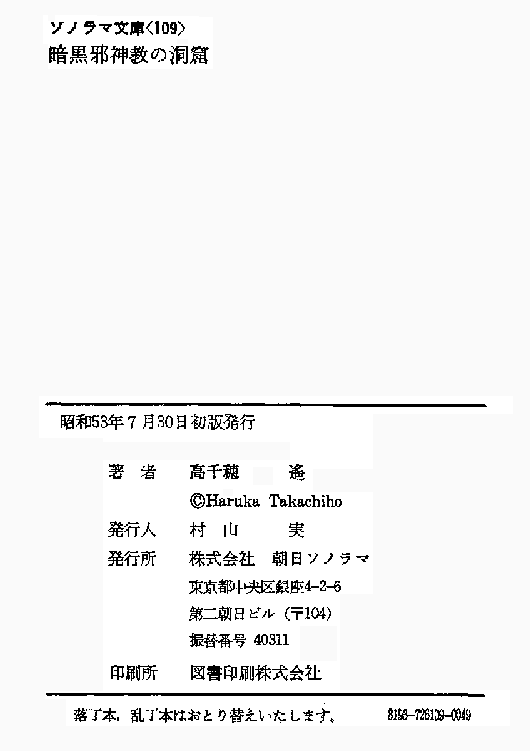 ソノラマ文庫〈109〉
暗黒邪神教の洞窟
昭和53年7月30日初版発行
著 者 高千穂 遙
©Haruka Takachiho
発行人 村 山 実
発行所 株式会社 朝日ソノラマ
東京都中央区銀座4-2-6
第二朝日ビル (〒104)
振替番号 40311
印刷所 図書印刷株式会社
落丁本,乱丁本はおとり替えいたします。